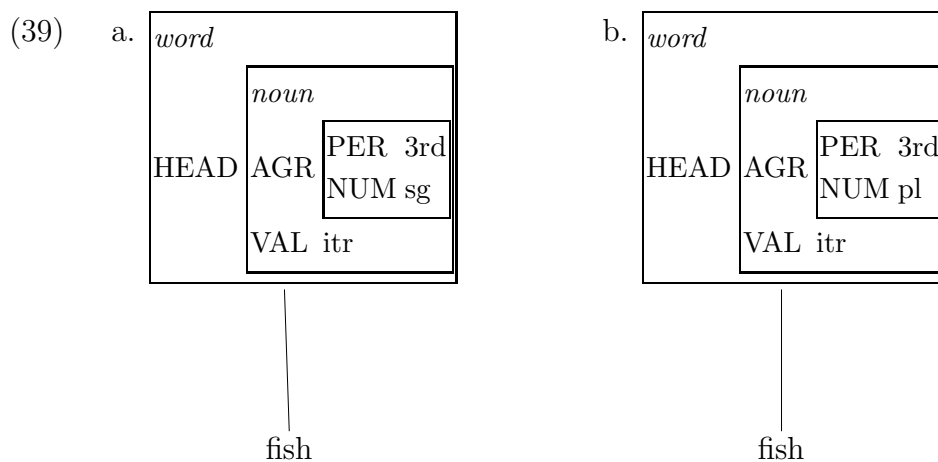 (39) a. word b. word
noun noun
PER 3rd PER 3rd
HEAD AGR HEAD AGR
NUM sg NUM pl
VAL itr VAL itr
fish fish